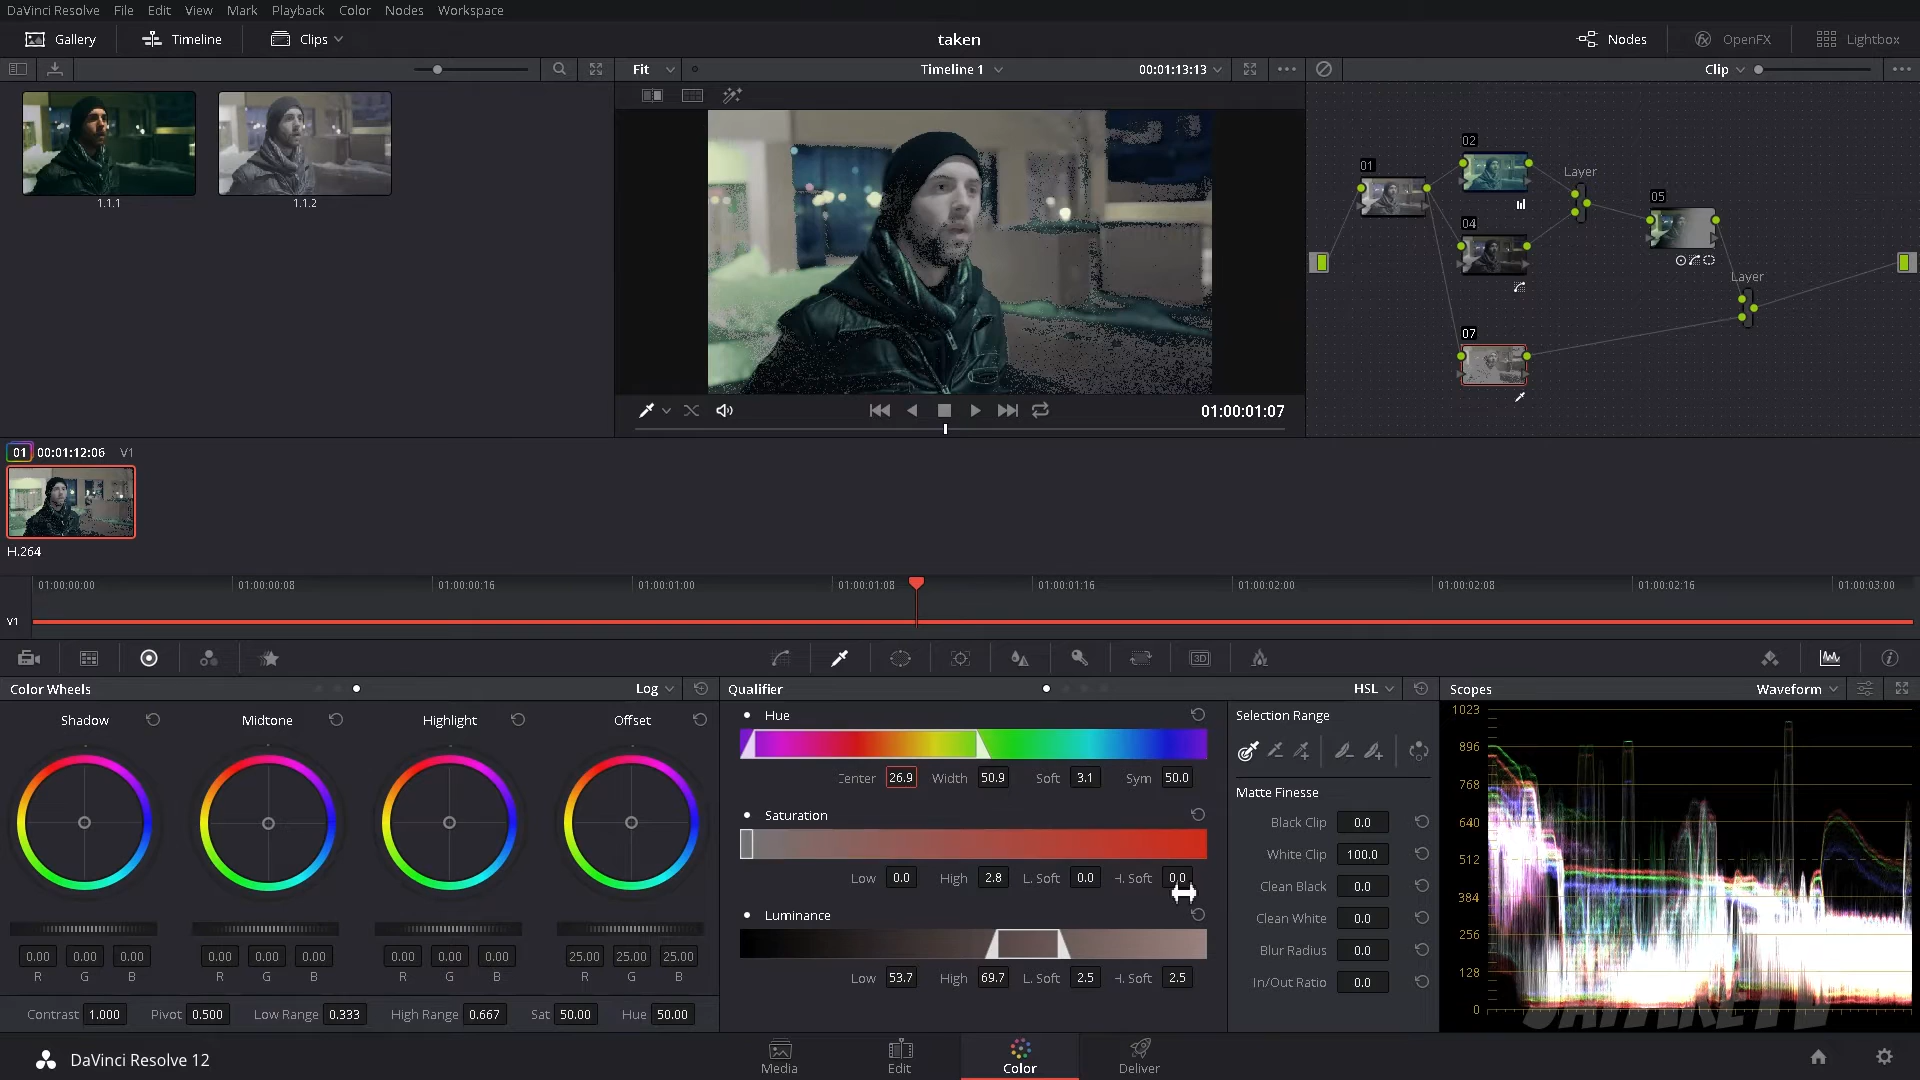 DaVinci Resolve File Edit View Mark Playback Color Nodes Workspace
Gallery Timeline Clips taken Nodes OpenFX Lightbox
Fit Timeline 1 00:01:13:13 Clip
1.1.1 1.1.2
01 02 Layer
04 05
Layer
07
01:00:01:07
01 00:01:12:06 V1
H.264
01:00:00:00 01:00:00:08 01:00:00:16 01:00:01:00 01:00:01:08 01:00:01:16 01:00:02:00 01:00:02:08 01:00:02:16 01:00:03:00
V1
3D
Color Wheels Log
Shadow Midtone Highlight Offset
0.00 0.00 0.00 0.00 0.00 0.00 0.00 0.00 0.00 25.00 25.00 25.00
R G B R G B R G B R G B
Contrast 1.000 Pivot 0.500 Low Range 0.333 High Range 0.667 Sat 50.00 Hue 50.00
Qualifier HSL
Hue
Center 26.9 Width 50.9 Soft 3.1 Sym 50.0
Saturation
Low 0.0 High 2.8 L. Soft 0.0 H. Soft 0.0
Luminance
Low 53.7 High 69.7 L. Soft 2.5 H. Soft 2.5
Selection Range
Matte Finesse
Black Clip 0.0
White Clip 100.0
Clean Black 0.0
Clean White 0.0
Blur Radius 0.0
In/Out Ratio 0.0
Scopes Waveform
1023
896
768
640
512
384
256
128
0
DaVinci Resolve 12
Media Edit Color Deliver